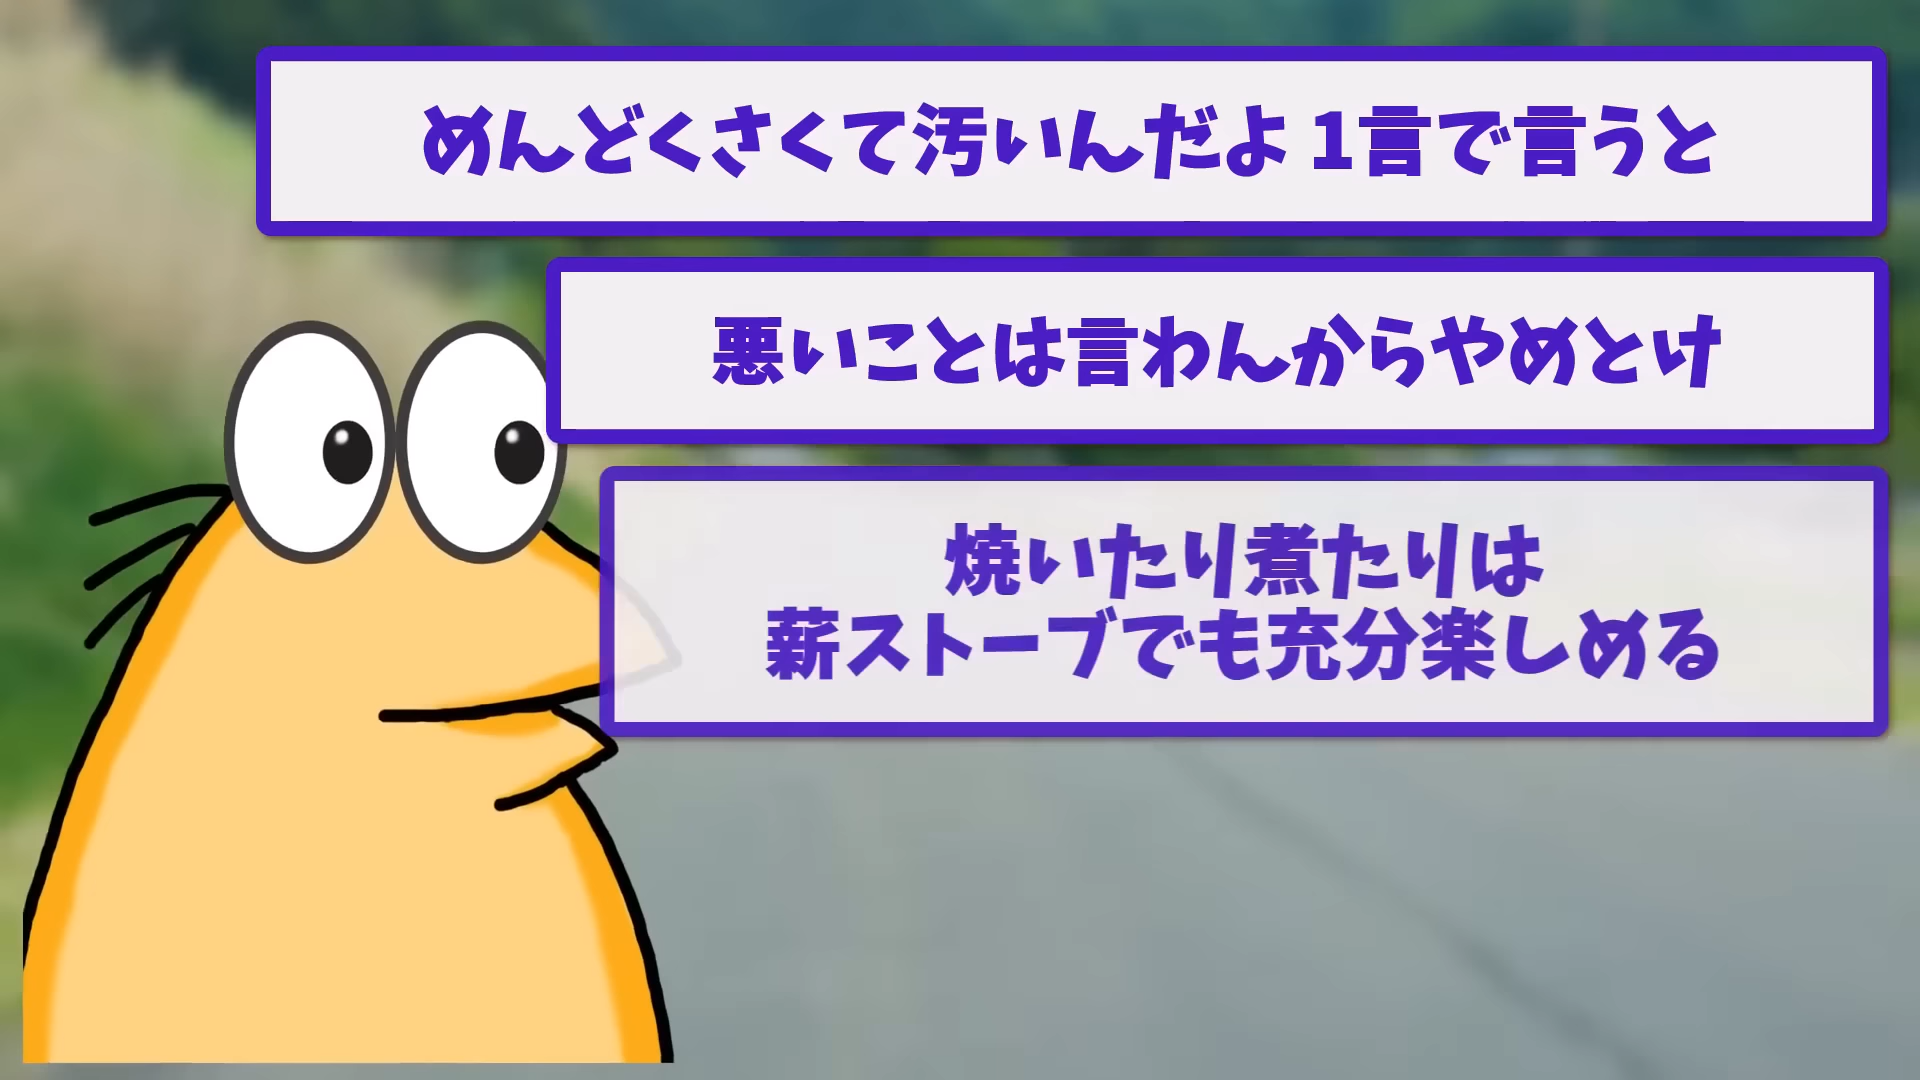 めんどくさくて汚いんだよ 1言で言うと
悪いことは言わんからやめとけ
焼いたり煮たりは
薪ストーブでも充分楽しめる